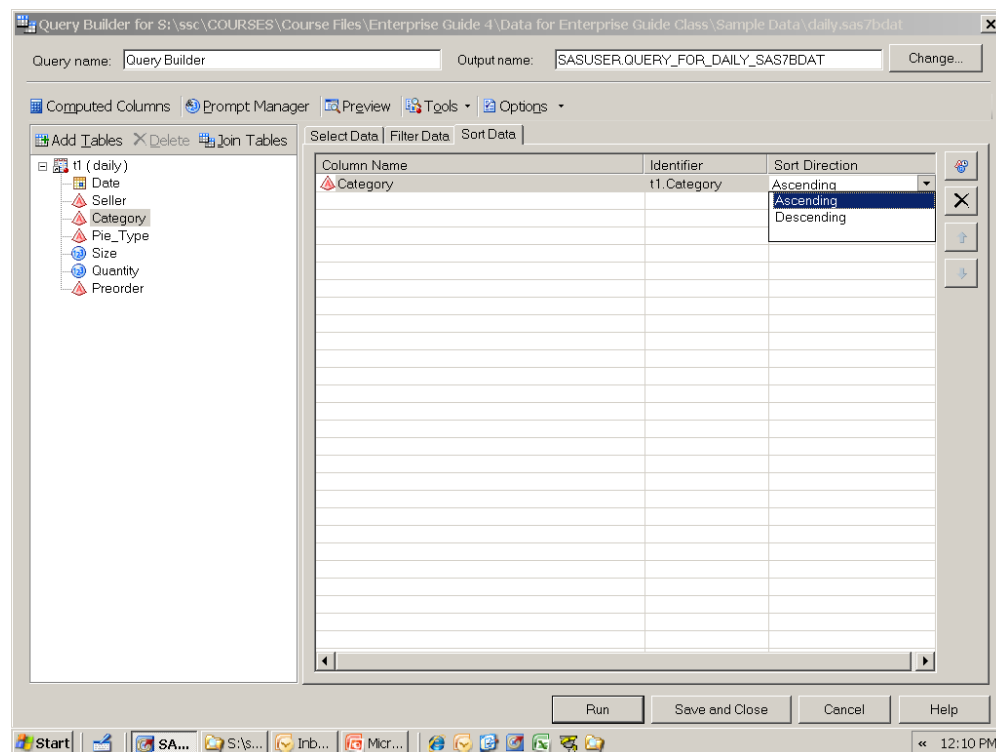 Query Builder for S:\ssc\COURSES\Course Files\Enterprise Guide 4\Data for Enterprise Guide Class\Sample Data\daily.sas7bdat
Query name: Query Builder Output name: SASUSER.QUERY_FOR_DAILY_SAS7BDAT Change...
Computed Columns Prompt Manager Preview Tools Options
Add Tables Delete Join Tables
Select Data Filter Data Sort Data
t1 ( daily )
Date
Seller
Category
Pie_Type
Size
Quantity
Preorder
Column Name Identifier Sort Direction
Category t1.Category Ascending
Ascending
Descending
Run Save and Close Cancel Help
Start SA... S:\s... Inb... Micr... « 12:10 PM